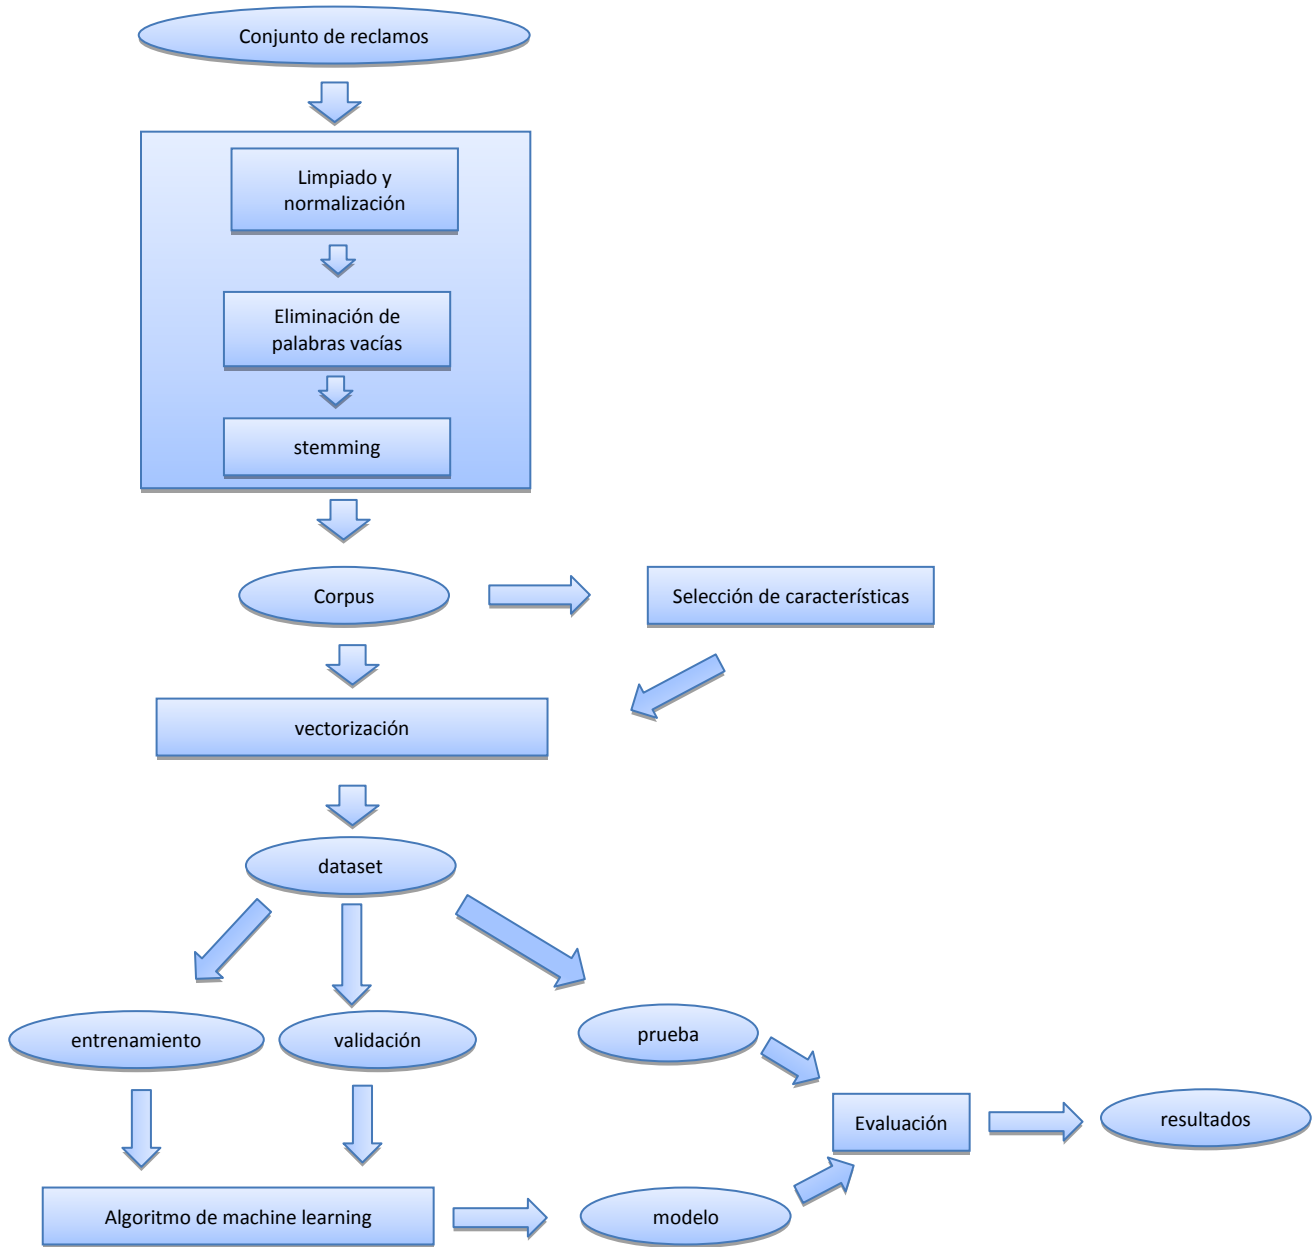 Conjunto de reclamos
Limpiado y
normalización
Eliminación de
palabras vacías
stemming
Corpus
Selección de características
vectorización
dataset
entrenamiento
validación
prueba
Evaluación
resultados
Algoritmo de machine learning
modelo